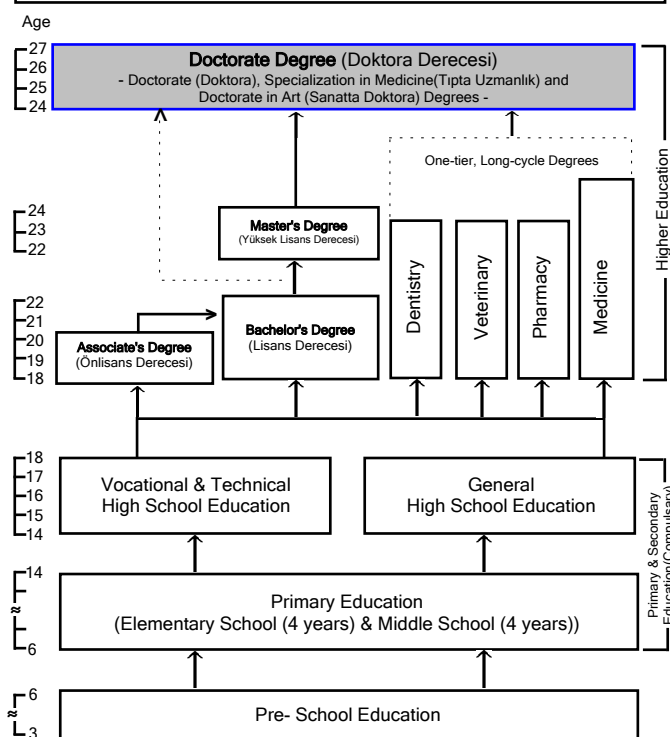 Age
27
26
25
24
Doctorate Degree (Doktora Derecesi)
- Doctorate (Doktora), Specialization in Medicine(Tıpta Uzmanlık) and
Doctorate in Art (Sanatta Doktora) Degrees -
One-tier, Long-cycle Degrees
Higher Education
24
23
22
Master's Degree
(Yüksek Lisans Derecesi)
22
21
20
19
18
Associate's Degree
(Önlisans Derecesi)
Bachelor's Degree
(Lisans Derecesi)
Dentistry
Veterinary
Pharmacy
Medicine
18
17
16
15
14
Vocational & Technical
High School Education
General
High School Education
Primary & Secondary
Education(Compulsary)
14
≈
6
Primary Education
(Elementary School (4 years) & Middle School (4 years))
6
≈
3
Pre- School Education